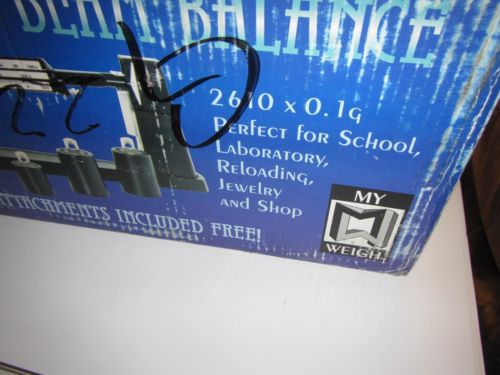 BEAM BALANCE
2610 x 0.1g
PERFECT FOR SCHOOL,
LABORATORY,
RELOADING,
JEWELRY
AND SHOP
ATTACHMENTS INCLUDED FREE!
MY
WEIGH